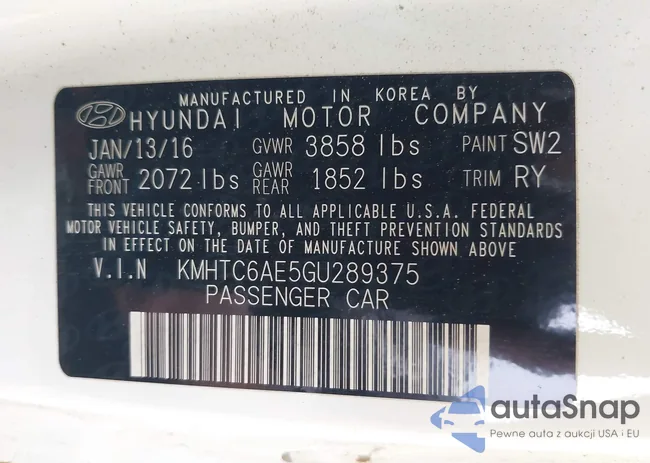 MANUFACTURED IN KOREA BY
HYUNDAI MOTOR COMPANY
JAN/13/16 GVWR 3858 lbs PAINT SW2
GAWR FRONT 2072 lbs GAWR REAR 1852 lbs TRIM RY
THIS VEHICLE CONFORMS TO ALL APPLICABLE U.S.A. FEDERAL
MOTOR VEHICLE SAFETY, BUMPER, AND THEFT PREVENTION STANDARDS
IN EFFECT ON THE DATE OF MANUFACTURE SHOWN ABOVE
V.I.N KMHTC6AE5GU289375
PASSENGER CAR
autaSnap
Pewne auta z aukcji USA i EU